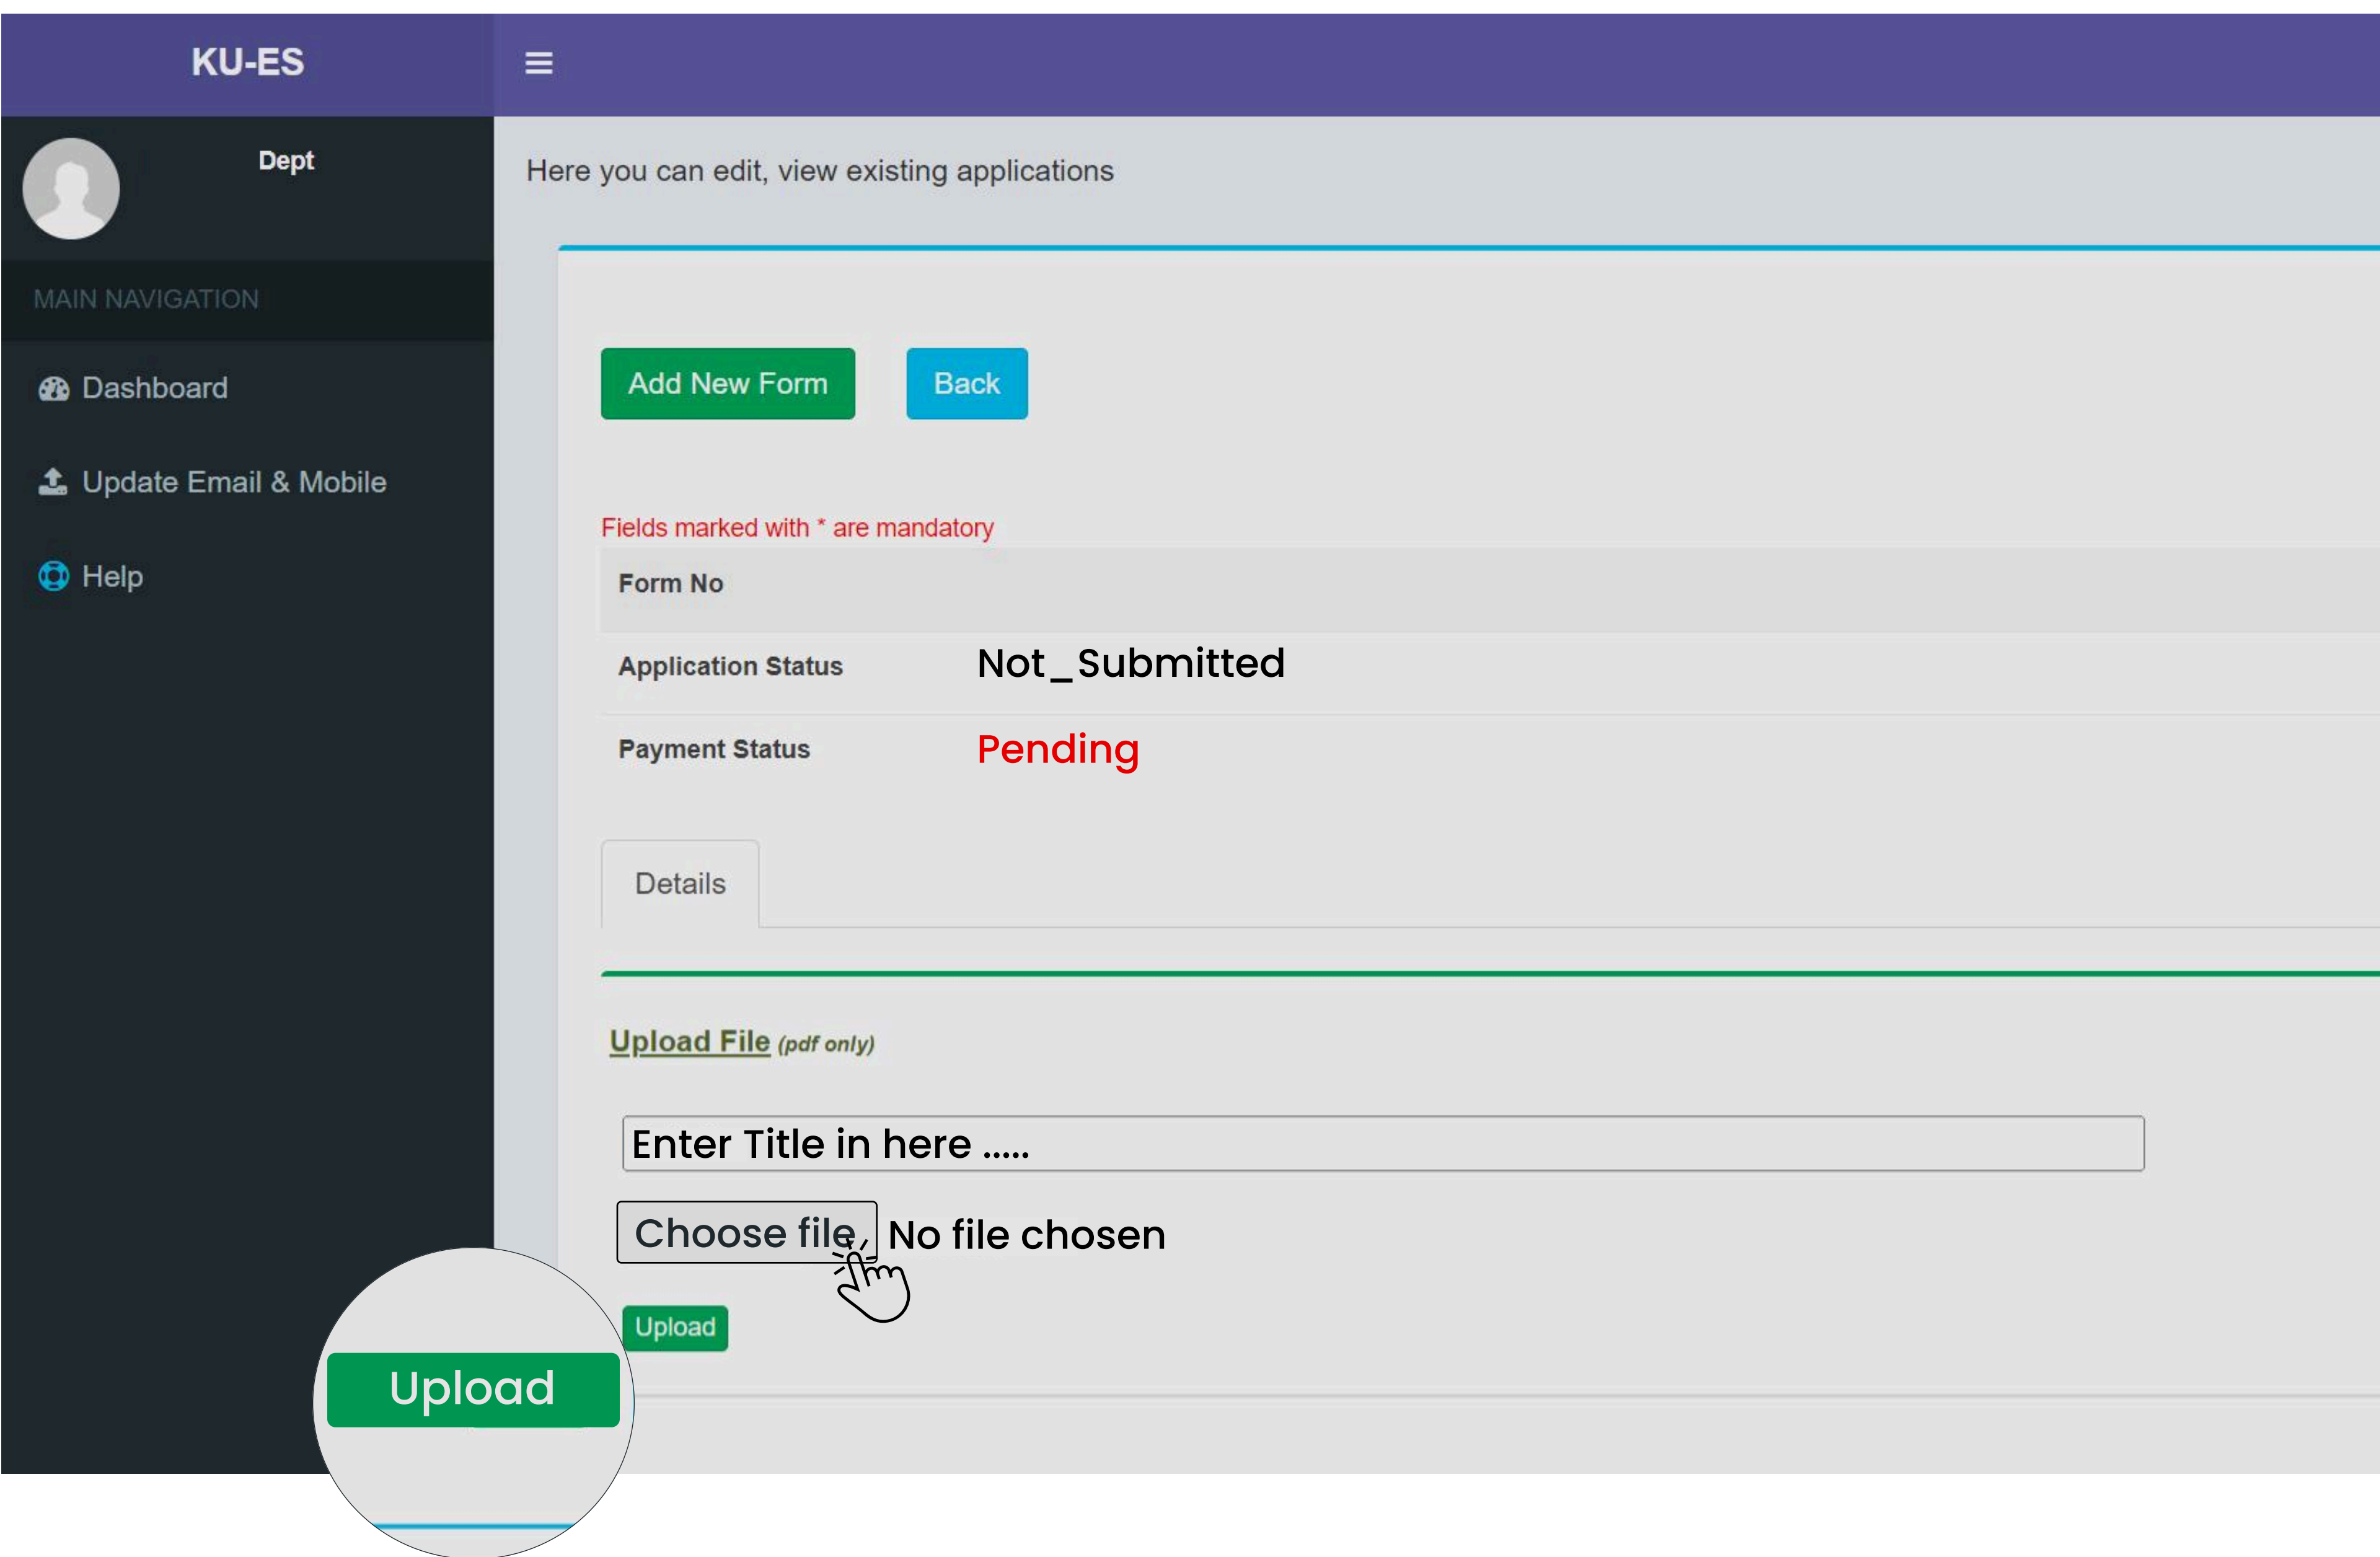 KU-ES
Dept
Here you can edit, view existing applications
MAIN NAVIGATION
Dashboard
Update Email & Mobile
Help
Add New Form
Back
Fields marked with * are mandatory
Form No
Application Status Not_Submitted
Payment Status Pending
Details
Upload File (pdf only)
Enter Title in here .....
Choose file No file chosen
Upload
Upload